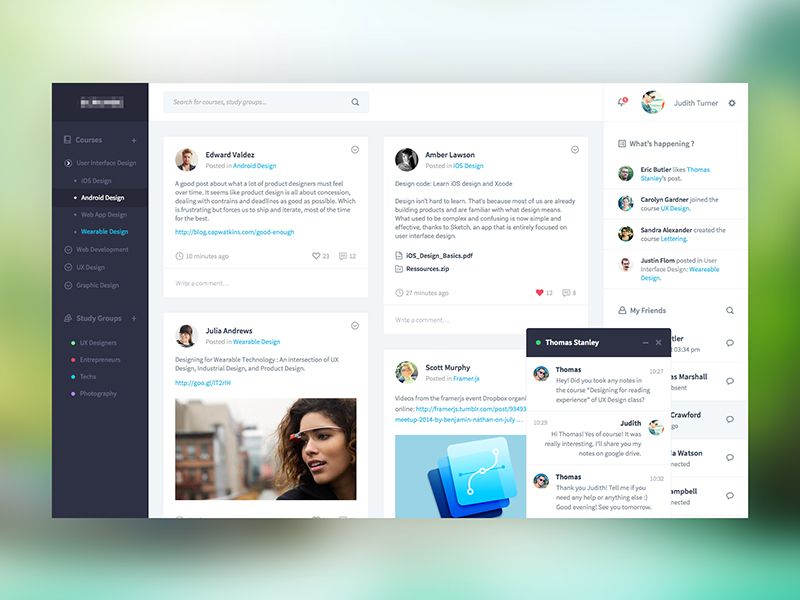 Courses +
User Interface Design
iOS Design
Android Design
Web App Design
Wearable Design
Web Development
UX Design
Graphic Design
Study Groups +
UX Designers
Entrepreneurs
Techs
Photography
Search for courses, study groups...
Edward Valdez
Posted in Android Design
A good post about what a lot of product designers must feel
over time. It seems like product design is all about concession,
dealing with contrains and deadlines as good as possible. Which
is frustrating but forces us to ship and iterate, most of the time
for the best.
http://blog.capwatkins.com/good-enough
10 minutes ago 23 12
Write a comment…
Julia Andrews
Posted in Wearable Design
Designing for Wearable Technology : An intersection of UX
Design, Industrial Design, and Product Design.
http://goo.gl/IT2rlH
Amber Lawson
Posted in iOS Design
Design code: Learn iOS design and Xcode
Design isn't hard to learn. That's because most of us are already
building products and are familiar with what design means.
What used to be complex and confusing is now simple and
effective, thanks to Sketch, an app that is entirely focused on
user interface design.
iOS_Design_Basics.pdf
Ressources.zip
27 minutes ago 12 8
Write a comment…
Scott Murphy
Posted in Framer.js
Videos from the framerjs event Dropbox organis
online; http://framerjs.tumblr.com/post/93493
meetup-2014-by-benjamin-nathan-on-july ...
Judith Turner
What's happening ?
Eric Butler likes Thomas
Stanley's post.
Carolyn Gardner joined the
course UX Design.
Sandra Alexander created the
course Lettering.
Justin Flom posted in User
Interface Design: Weareable
Design.
My Friends
utler
03:34 pm
as Marshall
bsent
Crawford
go
la Watson
nected
ampbell
nected
Thomas Stanley
Thomas 10:27
Hey! Did you took any notes in
the course "Designing for reading
experience" of UX Design class?
10:29 Judith
Hi Thomas! Yes of course! It was
really interesting. I'll share you my
notes on google drive.
Thomas 10:32
Thank you Judith! Tell me if you
need any help or anything else :)
Good evening! See you tomorrow.